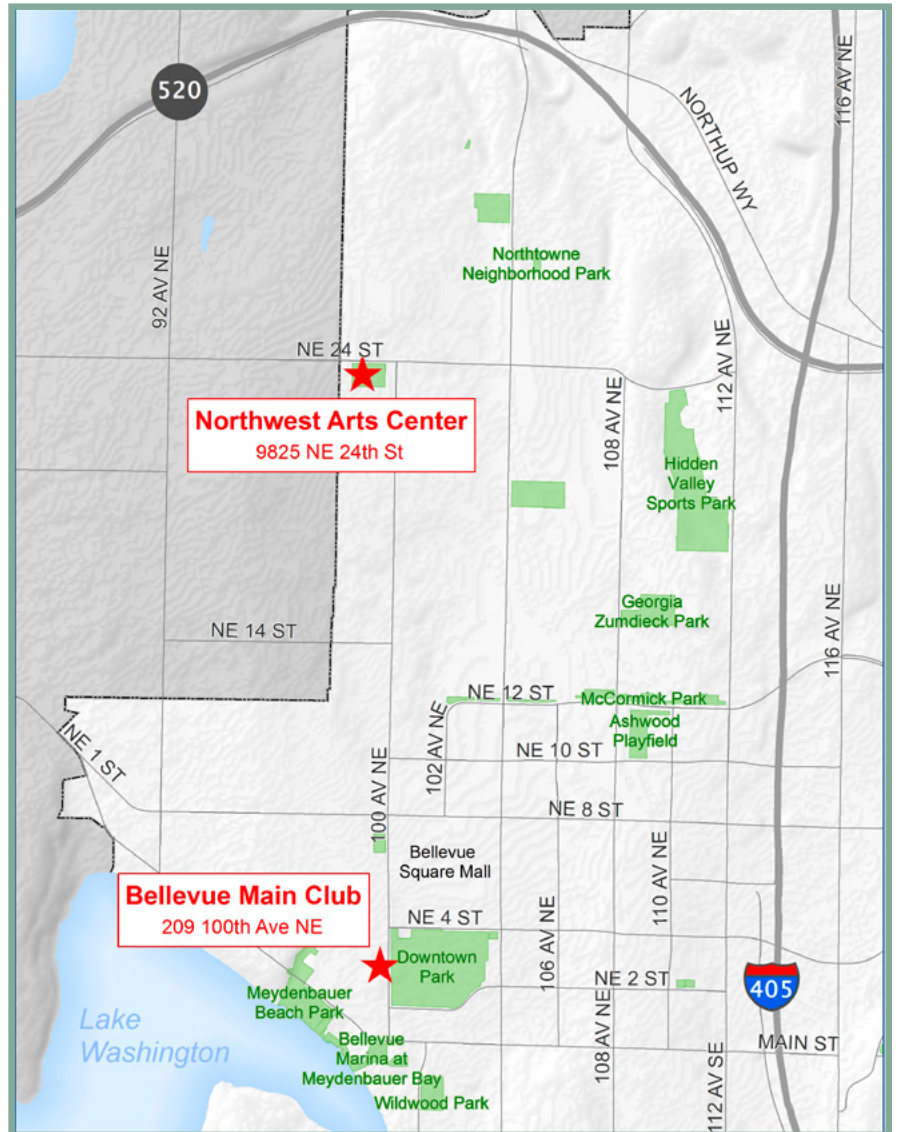 520
116 AV NE
NORTHUP WY
Northtowne
Neighborhood Park
92 AV NE
NE 24 ST
112 AV NE
Northwest Arts Center
9825 NE 24th St
108 AV NE
Hidden
Valley
Sports Park
Georgia
Zumdieck Park
116 AV NE
NE 14 ST
NE 12 ST
McCormick Park
Ashwood
Playfield
102 AV NE
NE 10 ST
NE 1 ST
100 AV NE
NE 8 ST
Bellevue
Square Mall
110 AV NE
Bellevue Main Club
209 100th Ave NE
NE 4 ST
106 AV NE
Downtown
Park
NE 2 ST
405
Meydenbauer
Beach Park
108 AV NE
Lake
Washington
Bellevue
Marina at
Meydenbauer Bay
MAIN ST
112 AV SE
Wildwood Park